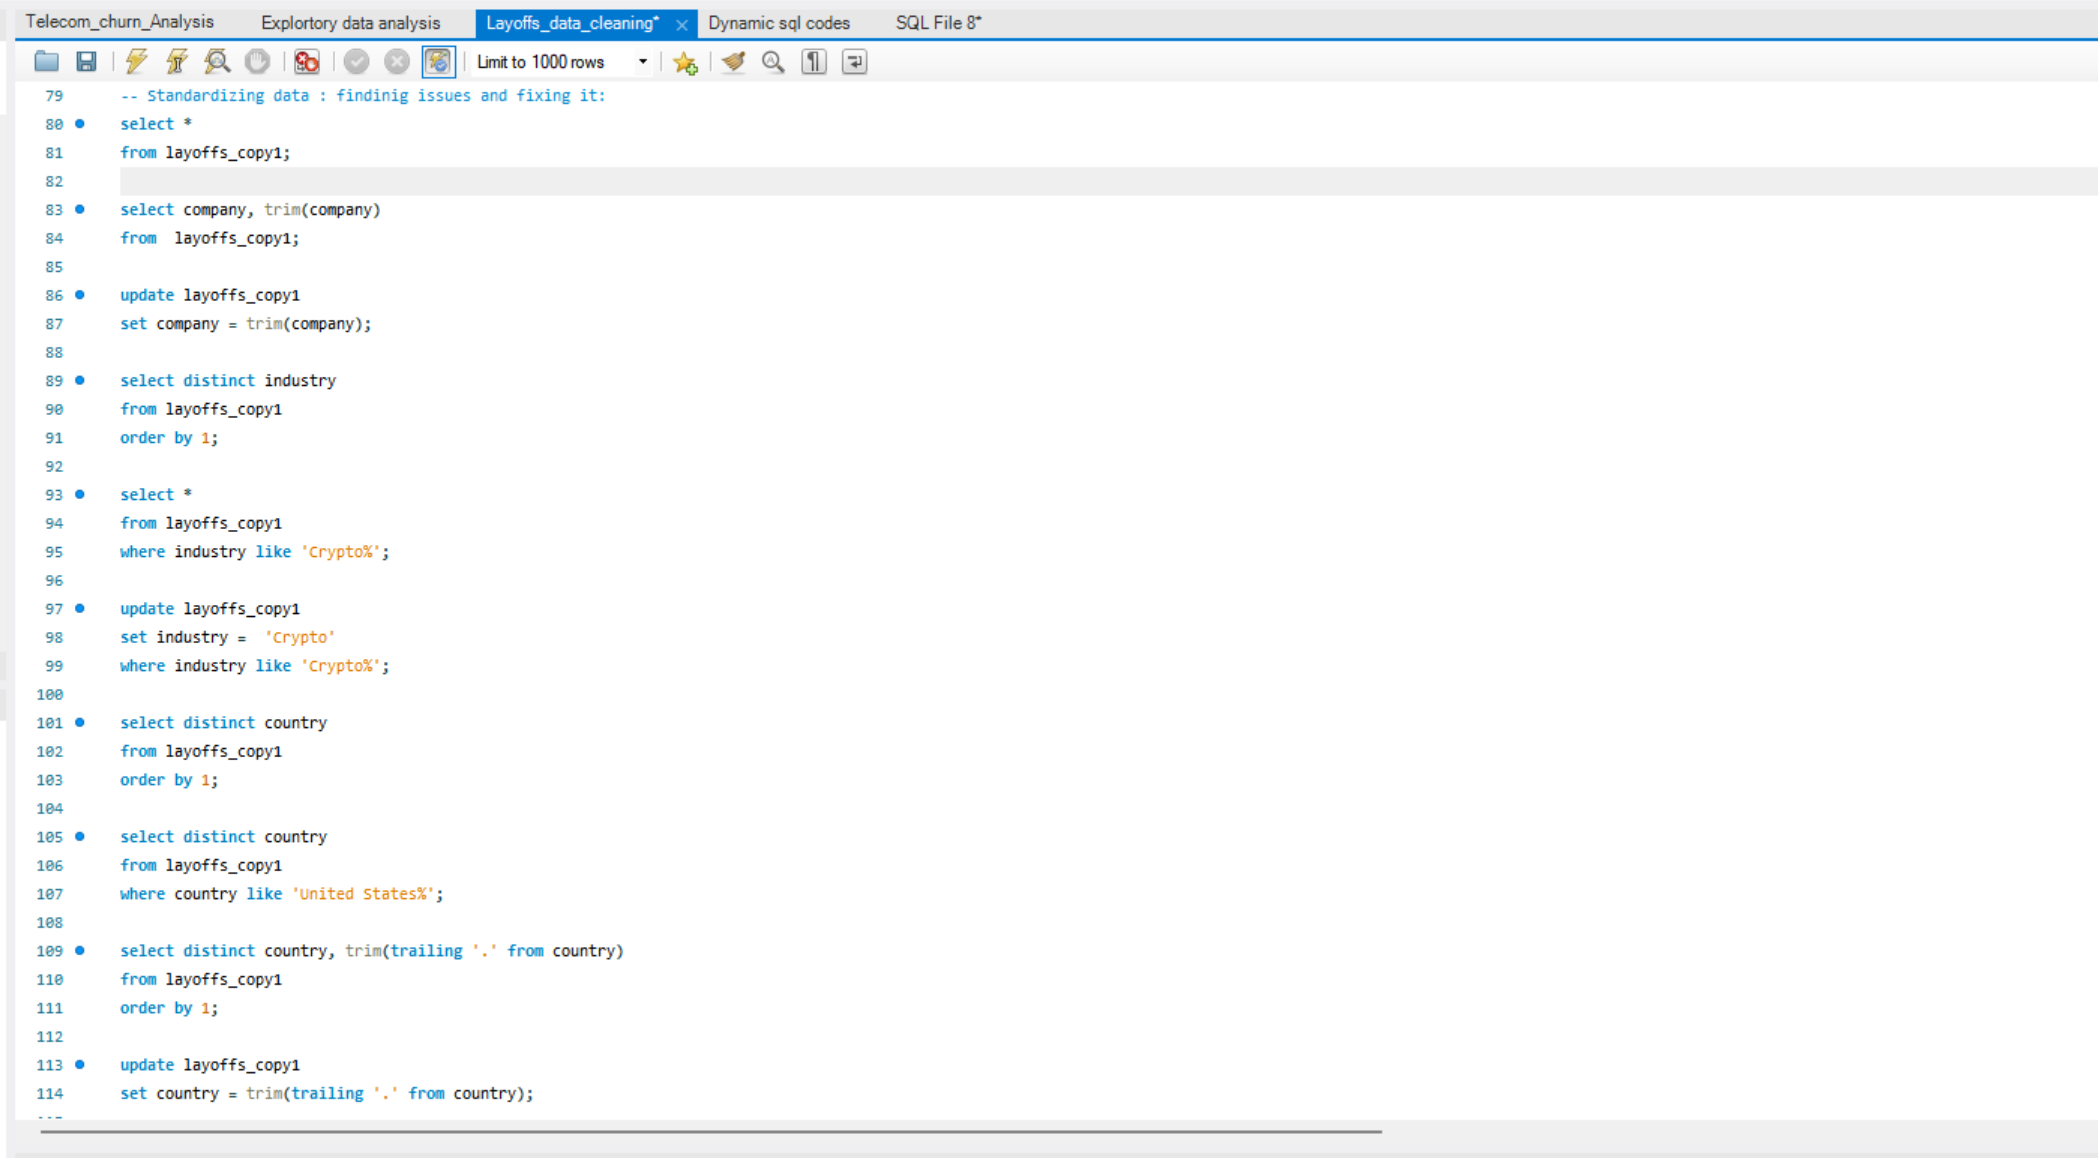 Telecom_churn_Analysis Explortory data analysis Layoffs_data_cleaning* Dynamic sql codes SQL File 8*
Limit to 1000 rows
79 -- Standardizing data : findinig issues and fixing it:
80 select *
81 from layoffs_copy1;
82
83 select company, trim(company)
84 from  layoffs_copy1;
85
86 update layoffs_copy1
87 set company = trim(company);
88
89 select distinct industry
90 from layoffs_copy1
91 order by 1;
92
93 select *
94 from layoffs_copy1
95 where industry like 'Crypto%';
96
97 update layoffs_copy1
98 set industry =  'Crypto'
99 where industry like 'Crypto%';
100
101 select distinct country
102 from layoffs_copy1
103 order by 1;
104
105 select distinct country
106 from layoffs_copy1
107 where country like 'United States%';
108
109 select distinct country, trim(trailing '.' from country)
110 from layoffs_copy1
111 order by 1;
112
113 update layoffs_copy1
114 set country = trim(trailing '.' from country);